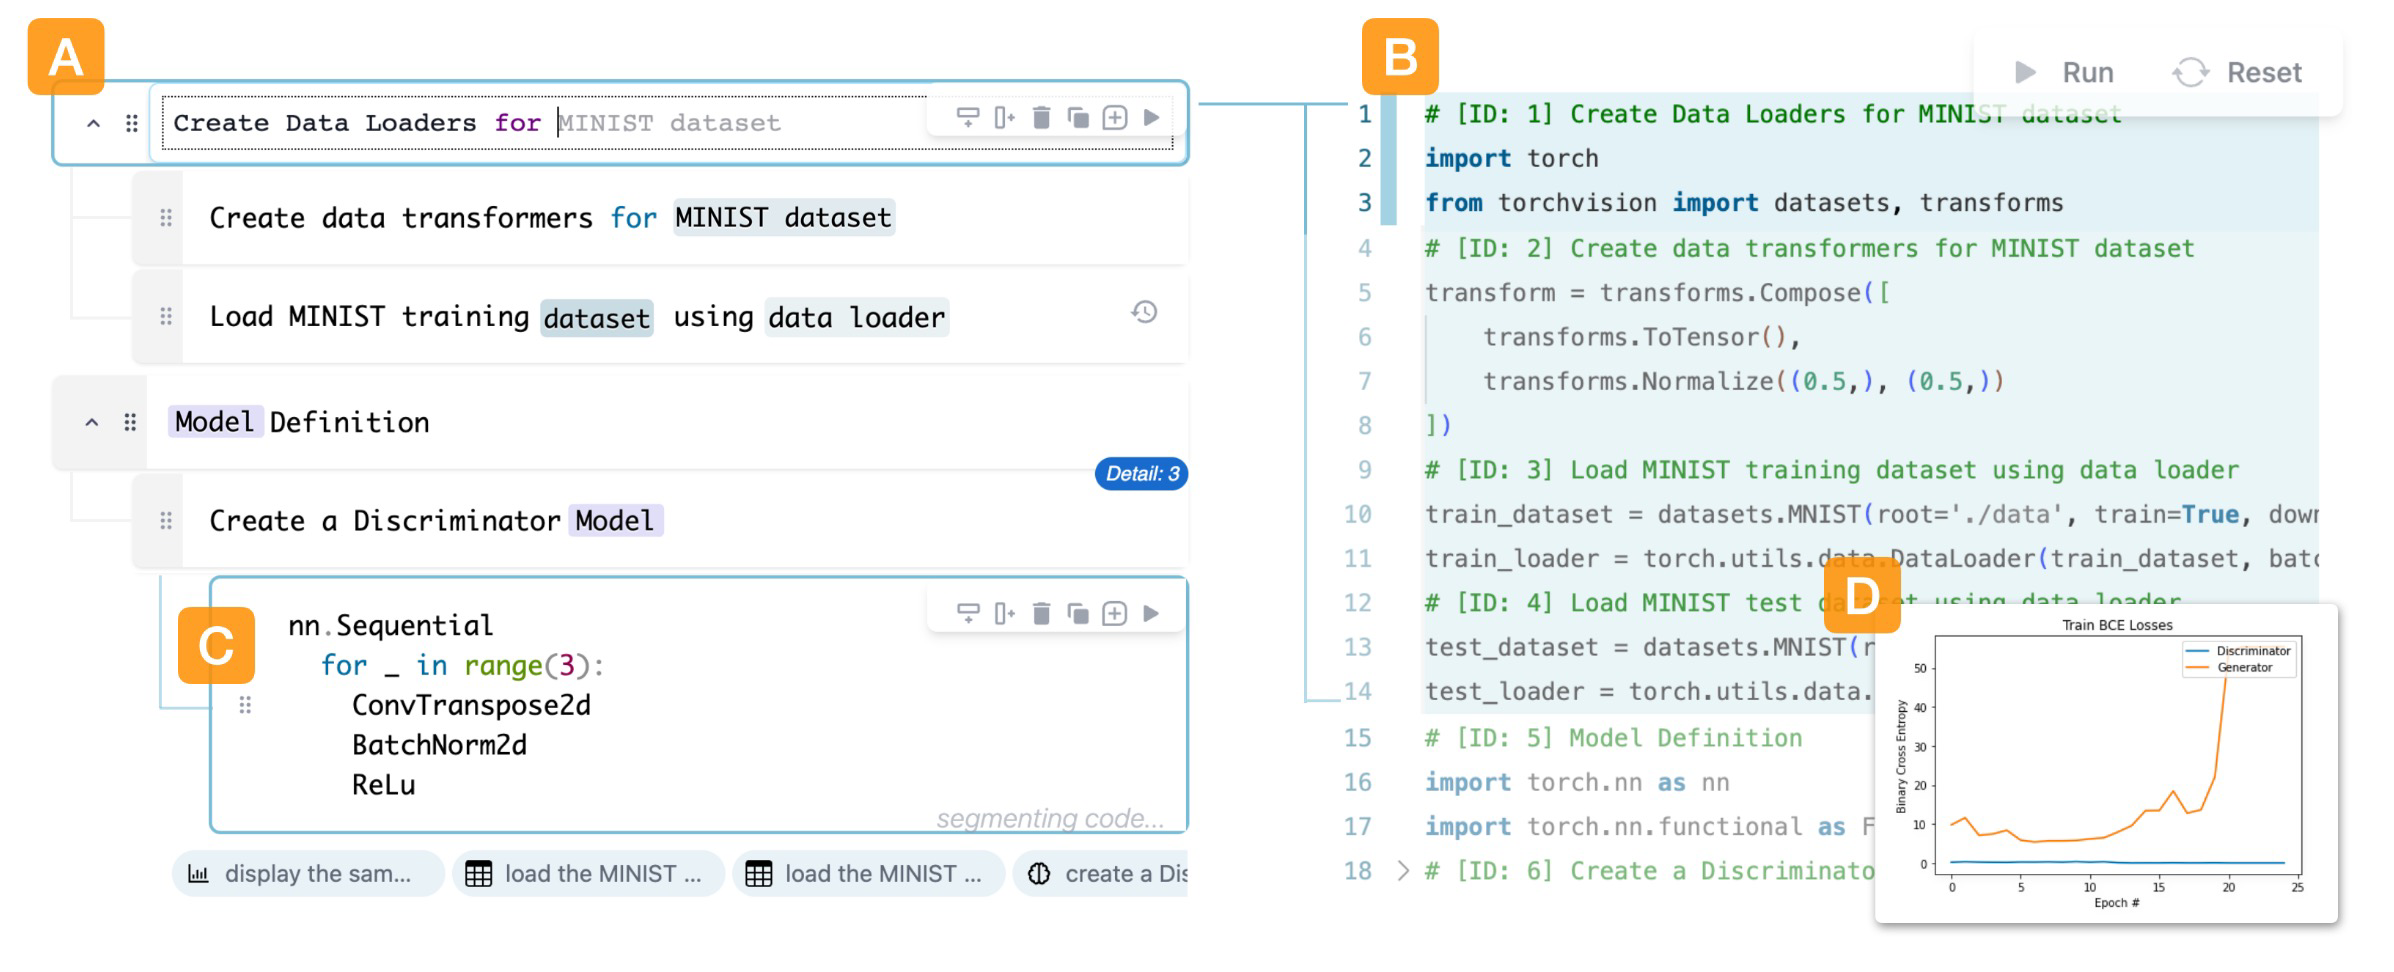 A
Create Data Loaders for MINIST dataset
Create data transformers for MINIST dataset
Load MINIST training dataset using data loader
Model Definition
Detail: 3
Create a Discriminator Model
C
nn.Sequential
for _ in range(3):
ConvTranspose2d
BatchNorm2d
ReLu
segmenting code...
display the sam...
load the MINIST ...
load the MINIST ...
create a Dis
B
Run
Reset
1 # [ID: 1] Create Data Loaders for MINIST dataset
2 import torch
3 from torchvision import datasets, transforms
4 # [ID: 2] Create data transformers for MINIST dataset
5 transform = transforms.Compose([
6 transforms.ToTensor(),
7 transforms.Normalize((0.5,), (0.5,))
8 ])
9 # [ID: 3] Load MINIST training dataset using data loader
10 train_dataset = datasets.MNIST(root='./data', train=True, down
11 train_loader = torch.utils.data.DataLoader(train_dataset, batc
12 # [ID: 4] Load MINIST test dataset using data loader
13 test_dataset = datasets.MNIST(r
14 test_loader = torch.utils.data.
15 # [ID: 5] Model Definition
16 import torch.nn as nn
17 import torch.nn.functional as F
18 # [ID: 6] Create a Discriminato
D
Train BCE Losses
Discriminator
Generator
Binary Cross Entropy
50
40
30
20
10
0
0 5 10 15 20 25
Epoch #